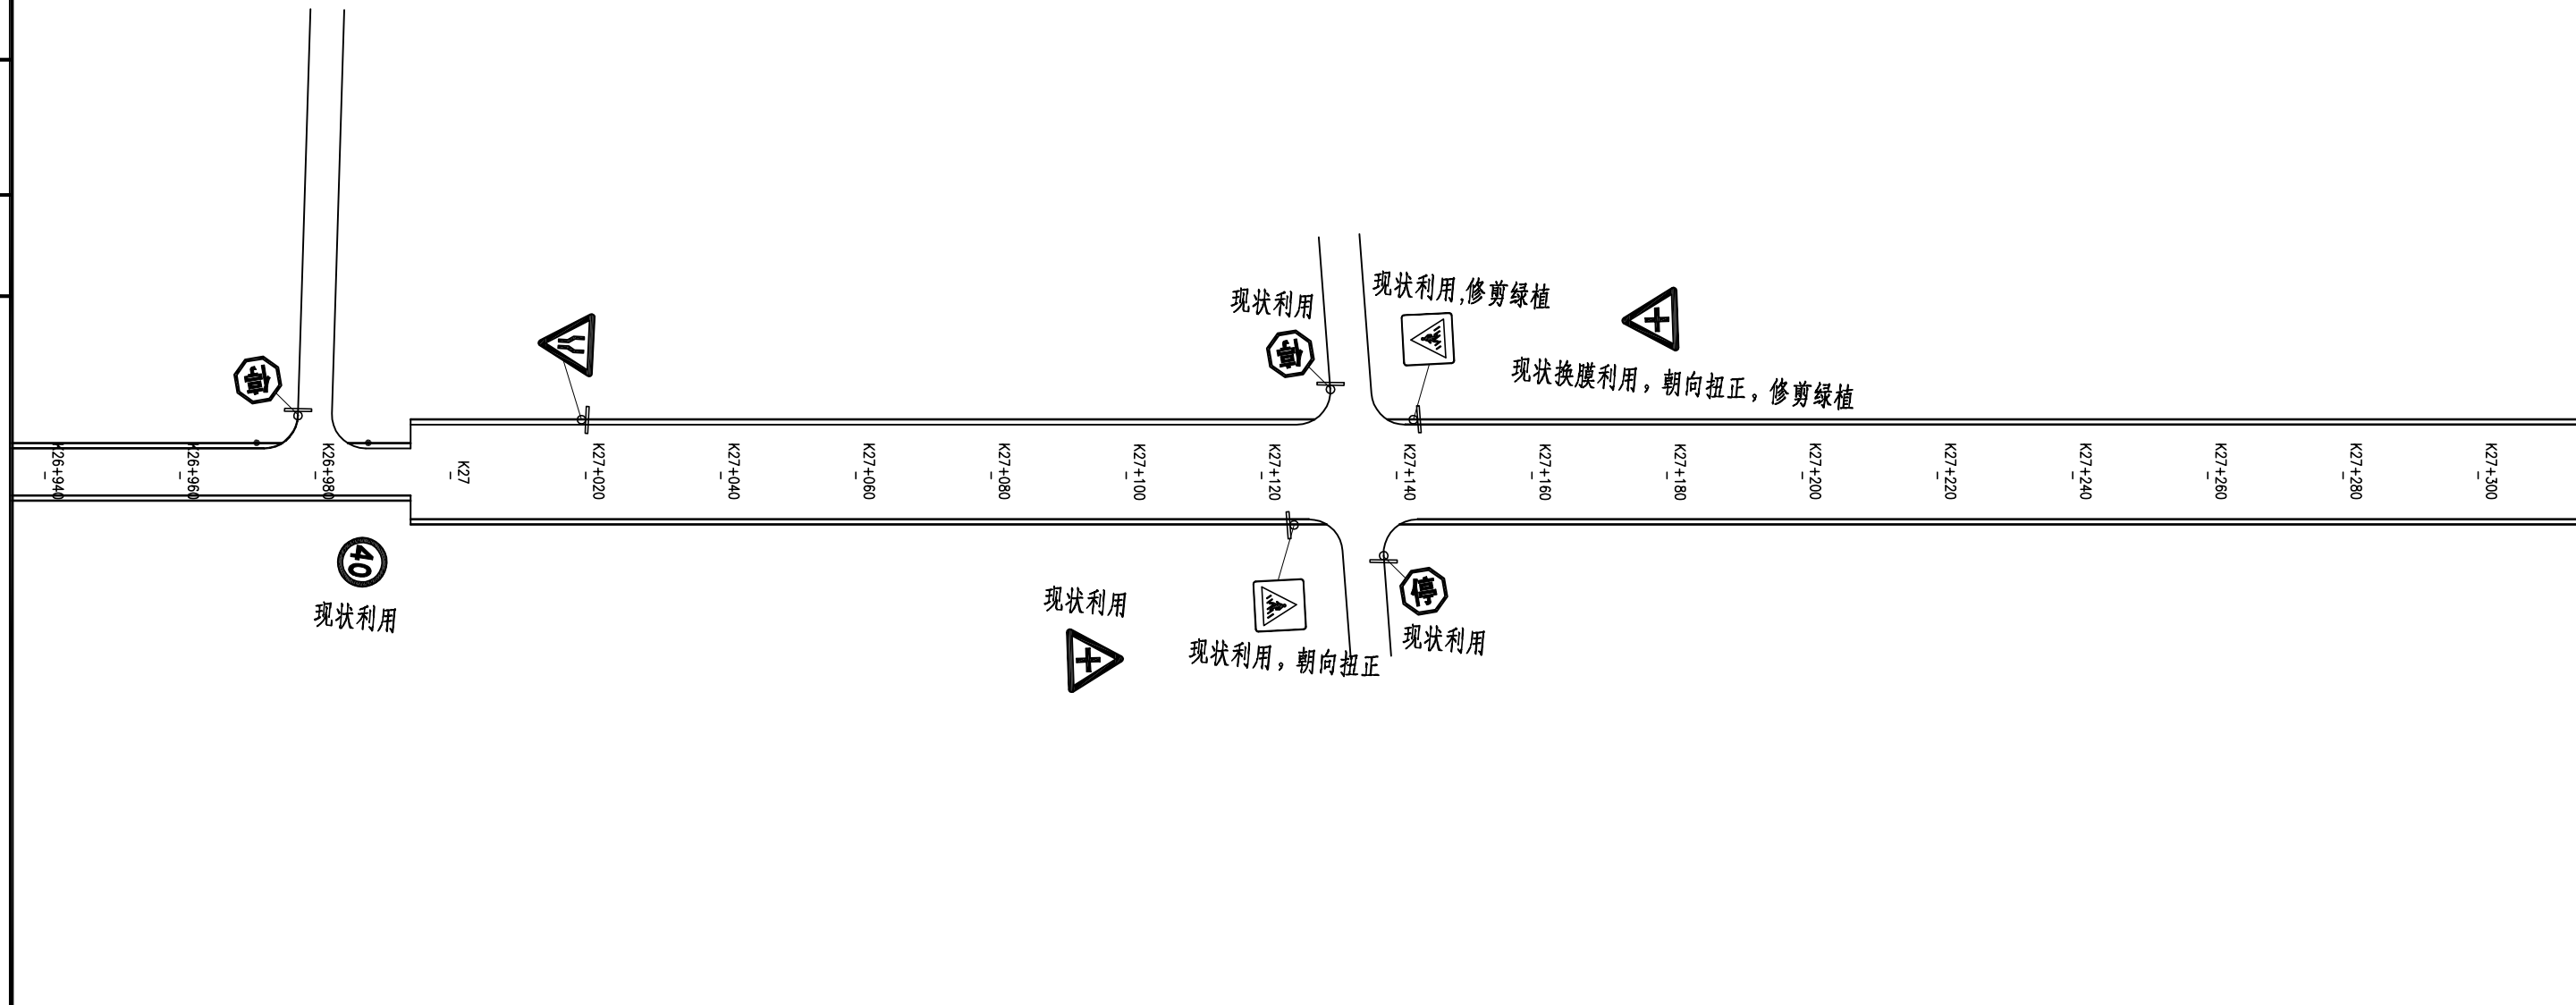 现状利用,修剪绿植
现状利用
停
停
现状换膜利用，朝向扭正，修剪绿植
K26+940
K26+960
K26+980
K27
K27+020
K27+040
K27+060
K27+080
K27+100
K27+120
K27+140
K27+160
K27+180
K27+200
K27+220
K27+240
K27+260
K27+280
K27+300
40
现状利用
现状利用
现状利用，朝向扭正
停
现状利用